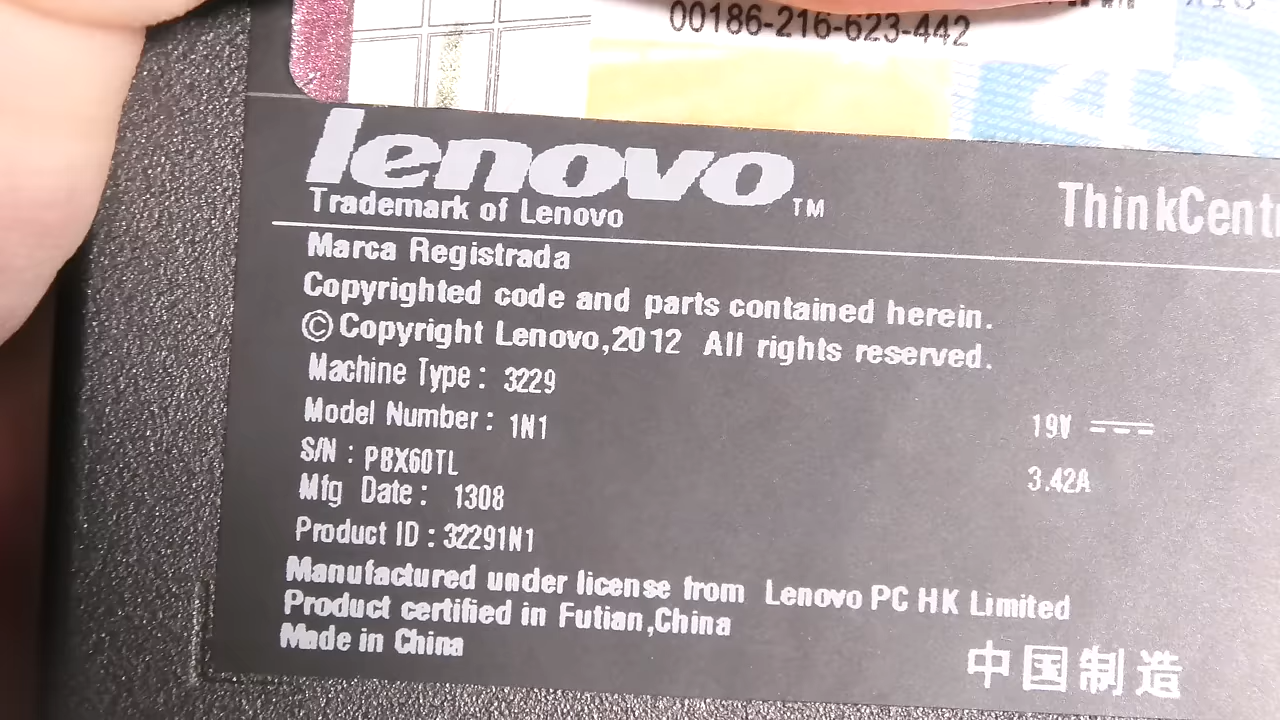 00186-216-623-442
lenovo™
ThinkCent
Trademark of Lenovo
Marca Registrada
Copyrighted code and parts contained herein.
©Copyright Lenovo,2012 All rights reserved.
Machine Type: 3229
Model Number: 1N1
19V
S/N : PBX60TL
3.42A
Mfg Date: 1308
Product ID : 32291N1
Manufactured under license from Lenovo PC HK Limited
Product certified in Futian,China
Made in China
中国制造